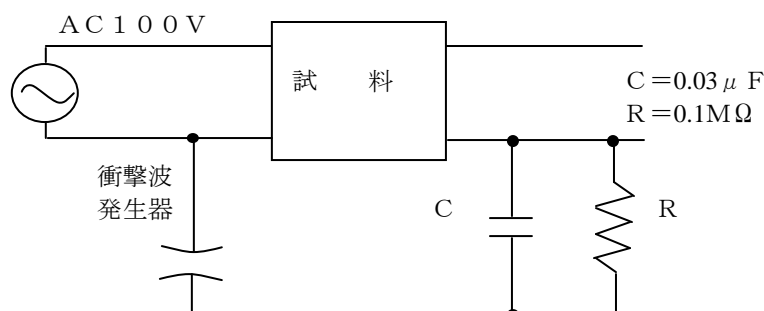 AC100V
試 料
C=0.03μF
R=0.1MΩ
衝撃波
発生器
C
R